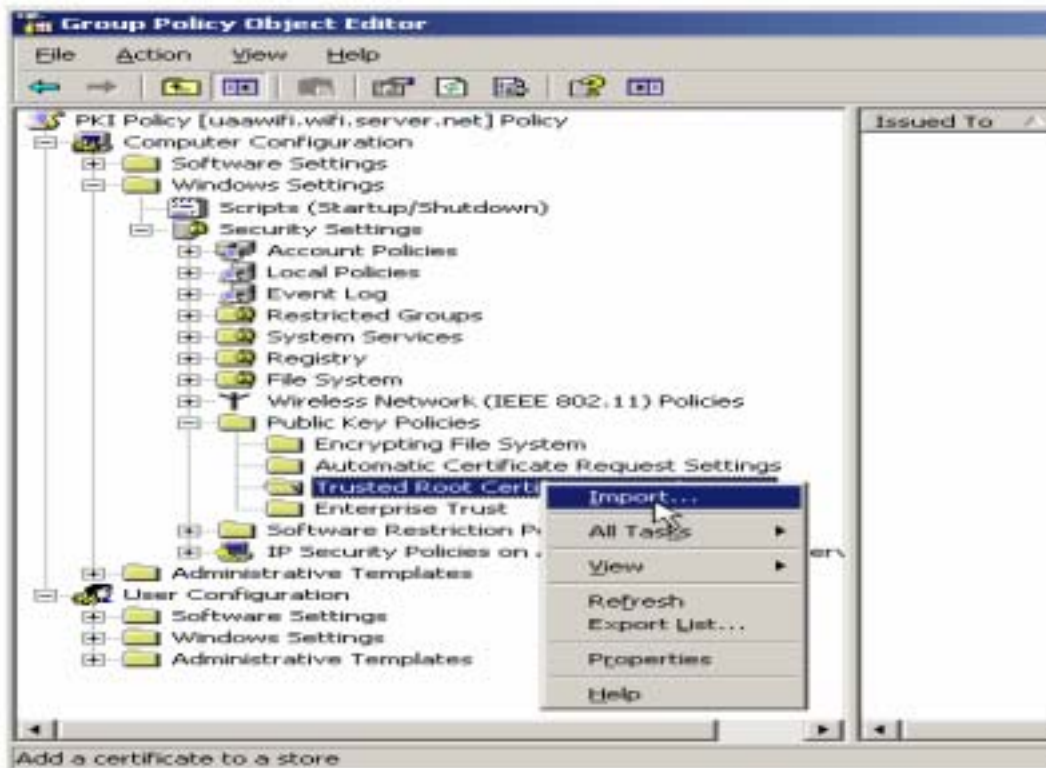 Group Policy Object Editor
File Action View Help
PKI Policy [uaawifi.wifi.server.net] Policy
Issued To
Computer Configuration
Software Settings
Windows Settings
Scripts (Startup/Shutdown)
Security Settings
Account Policies
Local Policies
Event Log
Restricted Groups
System Services
Registry
File System
Wireless Network (IEEE 802.11) Policies
Public Key Policies
Encrypting File System
Automatic Certificate Request Settings
Trusted Root Certi
Enterprise Trust
Software Restriction P
IP Security Policies on
Administrative Templates
User Configuration
Software Settings
Windows Settings
Administrative Templates
Import...
All Tasks
View
Refresh
Export List...
Properties
Help
Add a certificate to a store